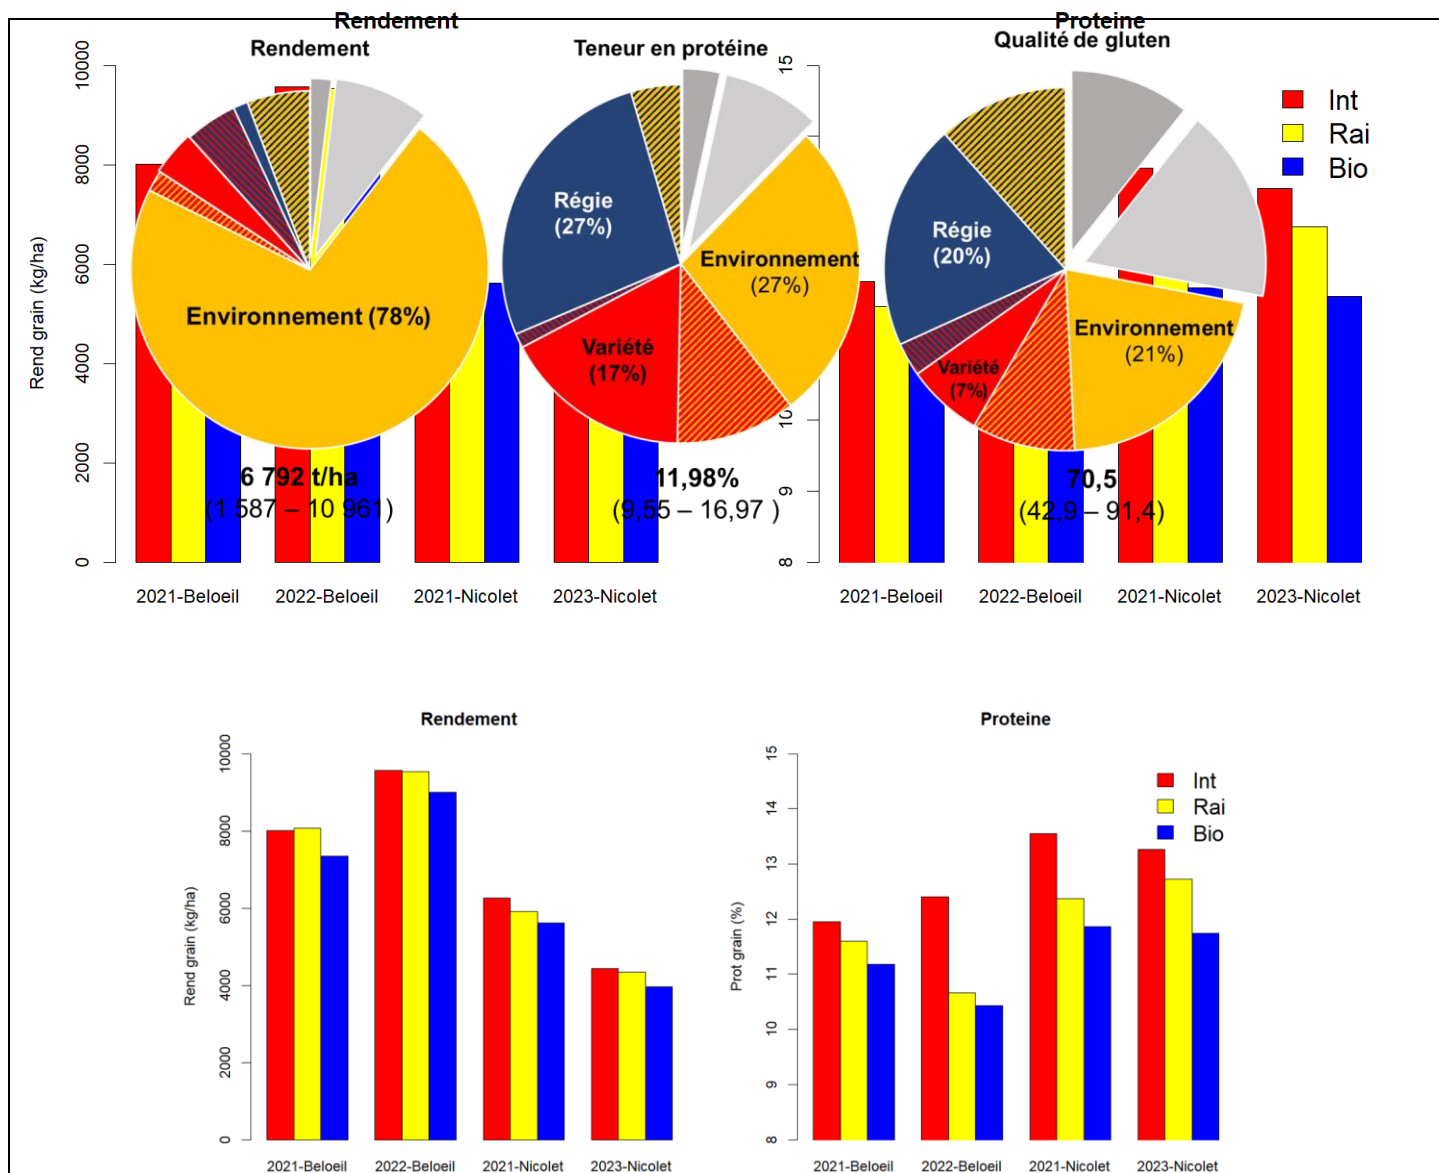 Rendement
Proteine
Rendement
Teneur en protéine
Qualité de gluten
10000
8000
6000
4000
2000
0
Rend grain (kg/ha)
15
10
9
8
Int
Rai
Bio
Environnement (78%)
Régie
(27%)
Environnement
(27%)
Variété
(17%)
Régie
(20%)
Environnement
(21%)
Variété
(7%)
6 792 t/ha
(1 587 – 10 961)
11,98%
(9,55 – 16,97 )
70,5
(42,9 – 91,4)
2021-Beloeil
2022-Beloeil
2021-Nicolet
2023-Nicolet
2021-Beloeil
2022-Beloeil
2021-Nicolet
2023-Nicolet
Rendement
Proteine
10000
8000
6000
4000
2000
0
Rend grain (kg/ha)
15
14
13
12
11
10
9
8
Prot grain (%)
Int
Rai
Bio
2021-Beloeil
2022-Beloeil
2021-Nicolet
2023-Nicolet
2021-Beloeil
2022-Beloeil
2021-Nicolet
2023-Nicolet